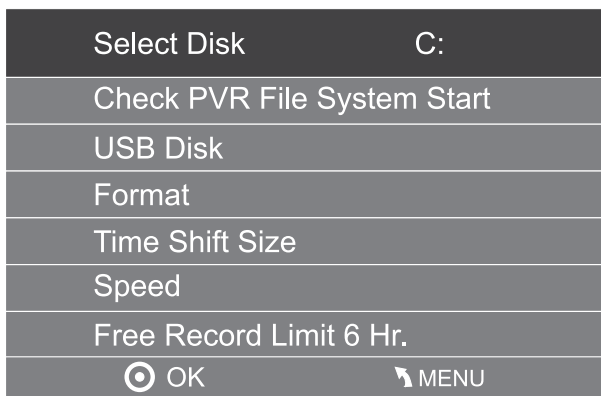 Select Disk C:
Check PVR File System Start
USB Disk
Format
Time Shift Size
Speed
Free Record Limit 6 Hr.
OK MENU